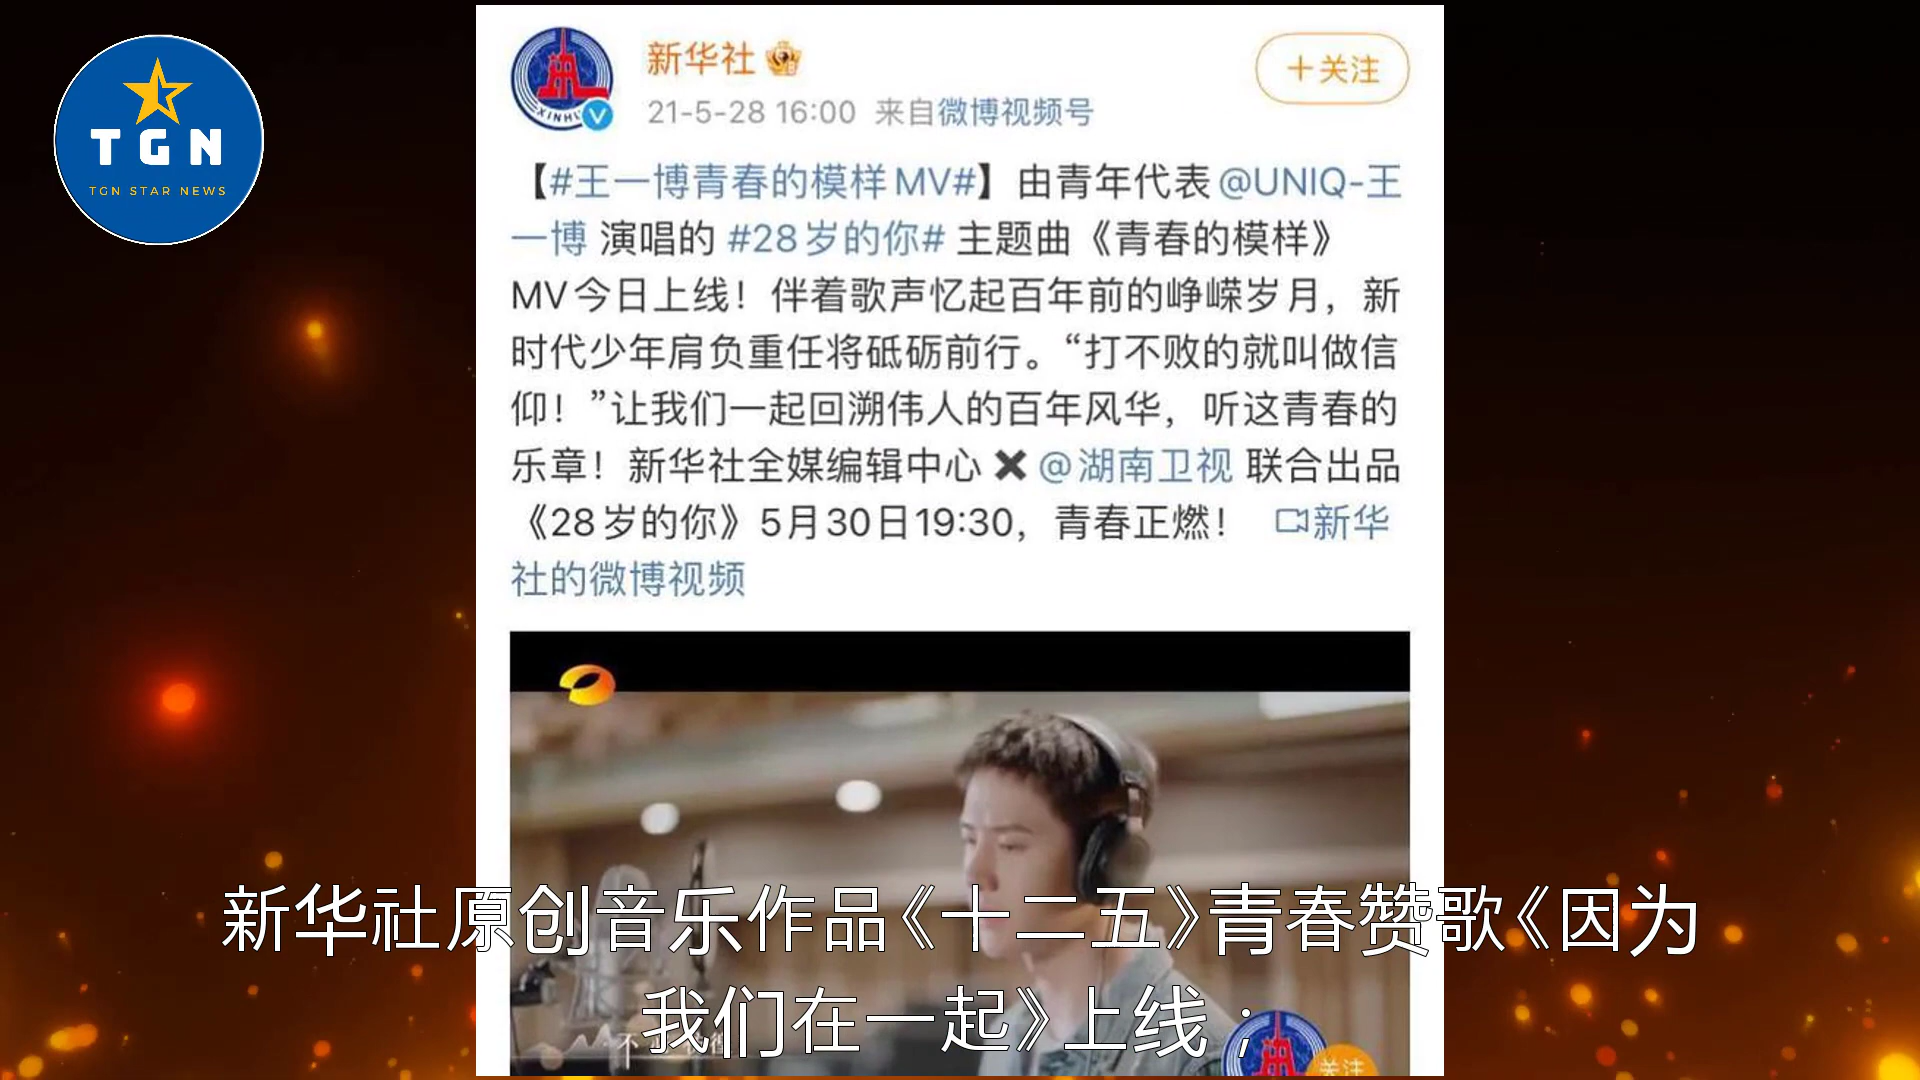 TGN
TGN STAR NEWS
新华社
21-5-28 16:00 来自微博视频号
+关注
【#王一博青春的模样MV#】由青年代表@UNIQ-王
一博 演唱的 #28岁的你# 主题曲《青春的模样》
MV今日上线！伴着歌声忆起百年前的峥嵘岁月，新
时代少年肩负重任将砥砺前行。“打不败的就叫做信
仰！”让我们一起回溯伟人的百年风华，听这青春的
乐章！新华社全媒编辑中心✖@湖南卫视 联合出品
《28岁的你》5月30日19:30，青春正燃！ 新华
社的微博视频
新华社原创音乐作品《十二五》青春赞歌《因为
我们在一起》上线；
不
关注